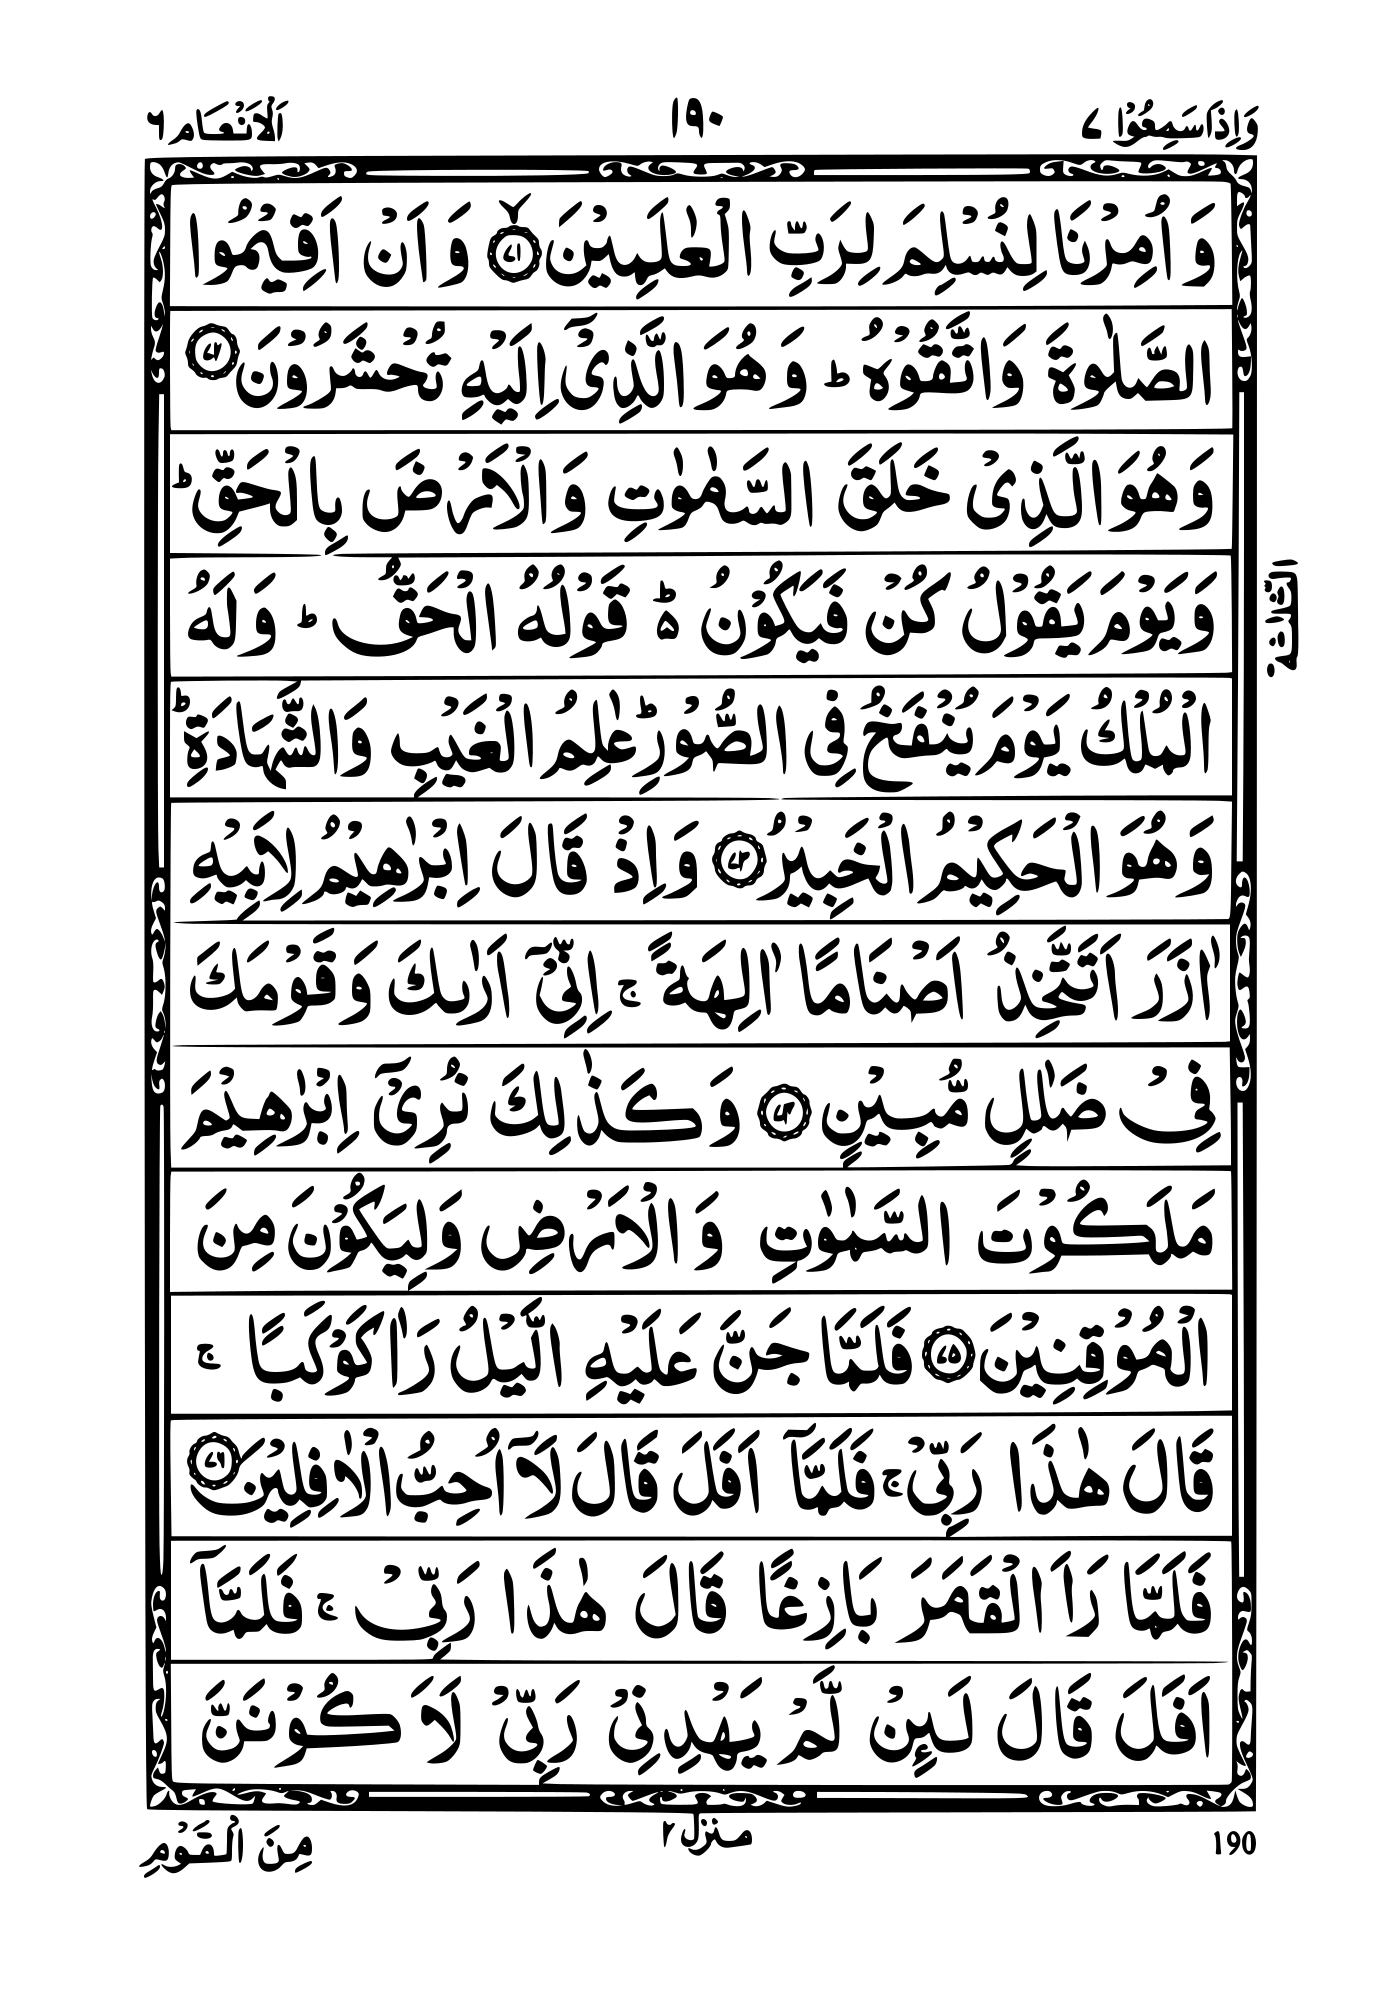 وَاِذَا سَمِعُوْا ٧
١٩٠
اَلْاَنْعَام ٦
وَاُمِرْنَا لِنُسْلِمَ لِرَبِّ الْعٰلَمِيْنَ ﴿٧١﴾ وَاَنْ اَقِيْمُوا
الصَّلٰوةَ وَاتَّقُوْهُ ؕ وَهُوَ الَّذِىْۤ اِلَيْهِ تُحْشَرُوْنَ ﴿٧٢﴾
وَهُوَ الَّذِىْ خَلَقَ السَّمٰوٰتِ وَالْاَرْضَ بِالْحَقِّ ؕ
وَيَوْمَ يَقُوْلُ كُنْ فَيَكُوْنُ ۬ؕ قَوْلُهُ الْحَقُّ ؕ وَلَهُ
الْمُلْكُ يَوْمَ يُنْفَخُ فِى الصُّوْرِ ؕ عٰلِمُ الْغَيْبِ وَالشَّهَادَةِ ؕ
وَهُوَ الْحَكِيْمُ الْخَبِيْرُ ﴿٧٣﴾ وَاِذْ قَالَ اِبْرٰهِيْمُ لِاَبِيْهِ
اٰزَرَ اَتَتَّخِذُ اَصْنَامًا اٰلِهَةً ۚ اِنِّىْۤ اَرٰىكَ وَقَوْمَكَ
فِىْ ضَلٰلٍ مُّبِيْنٍ ﴿٧٤﴾ وَكَذٰلِكَ نُرِىْۤ اِبْرٰهِيْمَ
مَلَكُوْتَ السَّمٰوٰتِ وَالْاَرْضِ وَلِيَكُوْنَ مِنَ
الْمُوْقِنِيْنَ ﴿٧٥﴾ فَلَمَّا جَنَّ عَلَيْهِ الَّيْلُ رَاٰ كَوْكَبًا ۚ
قَالَ هٰذَا رَبِّىْ ۚ فَلَمَّاۤ اَفَلَ قَالَ لَاۤ اُحِبُّ الْاٰفِلِيْنَ ﴿٧٦﴾
فَلَمَّا رَاَ الْقَمَرَ بَازِغًا قَالَ هٰذَا رَبِّىْ ۚ فَلَمَّاۤ
اَفَلَ قَالَ لَئِنْ لَّمْ يَهْدِنِىْ رَبِّىْ لَاَكُوْنَنَّ
الثلثة
مِنَ الْقَوْمِ
منزل ٢
190